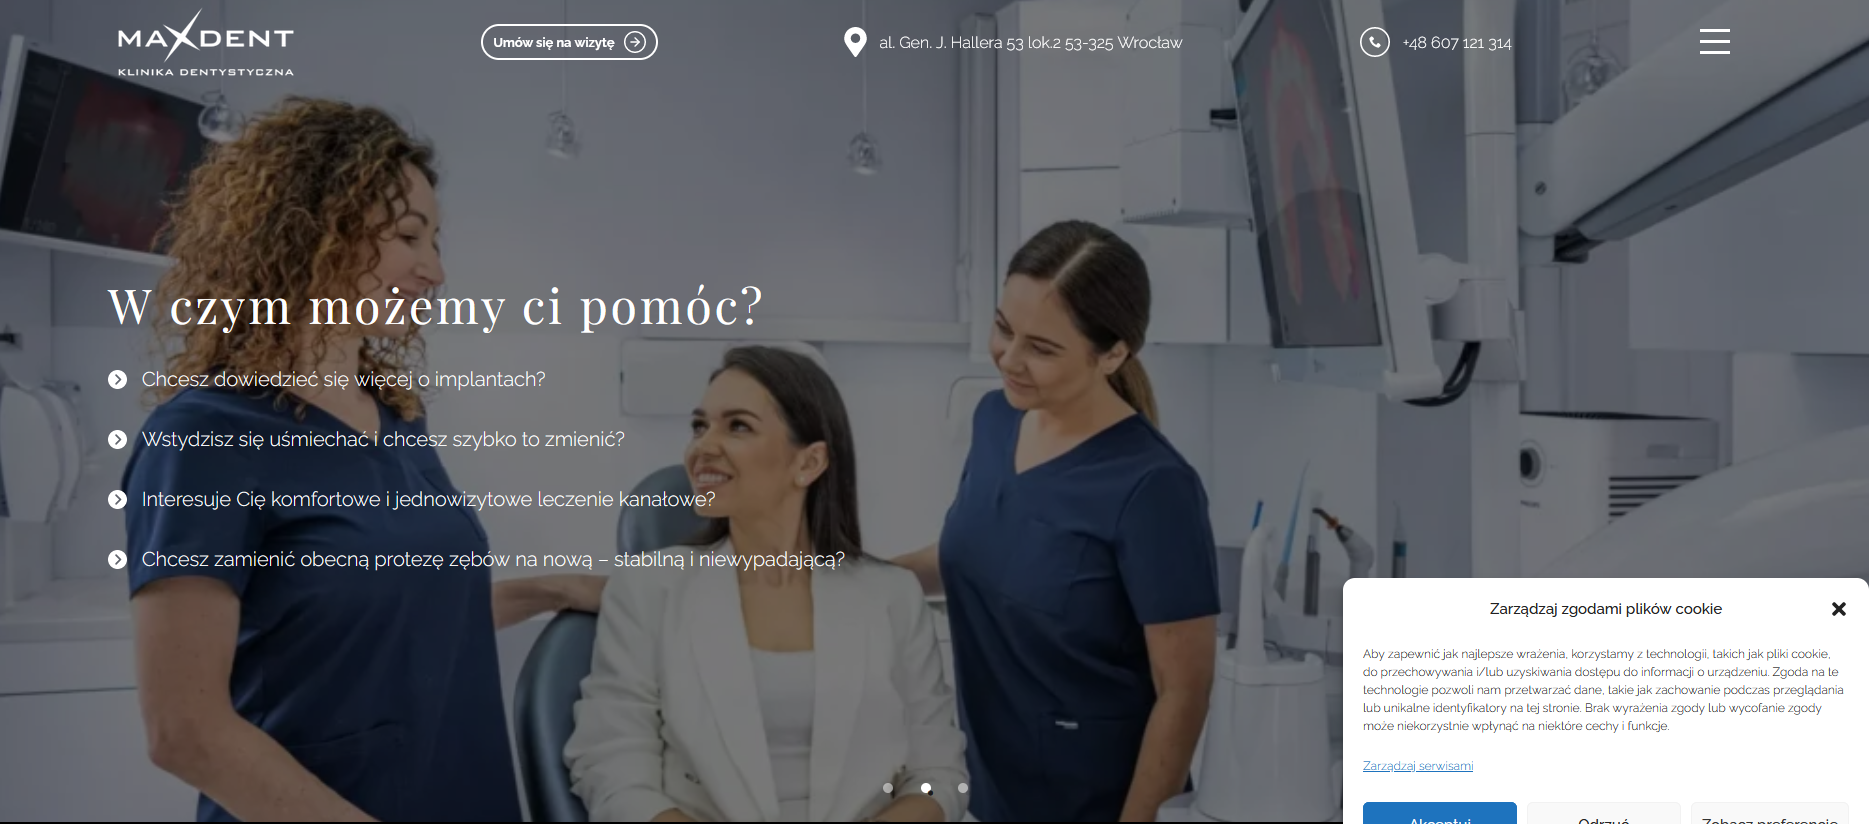 MAXDENT
KLINIKA DENTYSTYCZNA
Umów się na wizytę
al. Gen. J. Hallera 53 lok.2 53-325 Wrocław
+48 607 121 314
W czym możemy ci pomóc?
Chcesz dowiedzieć się więcej o implantach?
Wstydzisz się uśmiechać i chcesz szybko to zmienić?
Interesuje Cię komfortowe i jednowizytowe leczenie kanałowe?
Chcesz zamienić obecną protezę zębów na nową – stabilną i niewypadającą?
Zarządzaj zgodami plików cookie
Aby zapewnić jak najlepsze wrażenia, korzystamy z technologii, takich jak pliki cookie,
do przechowywania i/lub uzyskiwania dostępu do informacji o urządzeniu. Zgoda na te
technologie pozwoli nam przetwarzać dane, takie jak zachowanie podczas przeglądania
lub unikalne identyfikatory na tej stronie. Brak wyrażenia zgody lub wycofanie zgody
może niekorzystnie wpłynąć na niektóre cechy i funkcje.
Zarządzaj serwisami
Akceptuj
Odrzuć
Zobacz preferencje